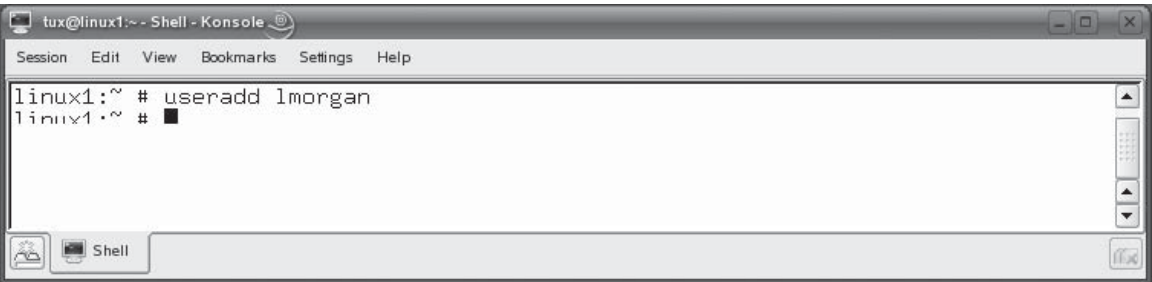 tux@linux1:~ - Shell - Konsole
Session Edit View Bookmarks Settings Help
linux1:~ # useradd lmorgan
linux1:~ #
Shell